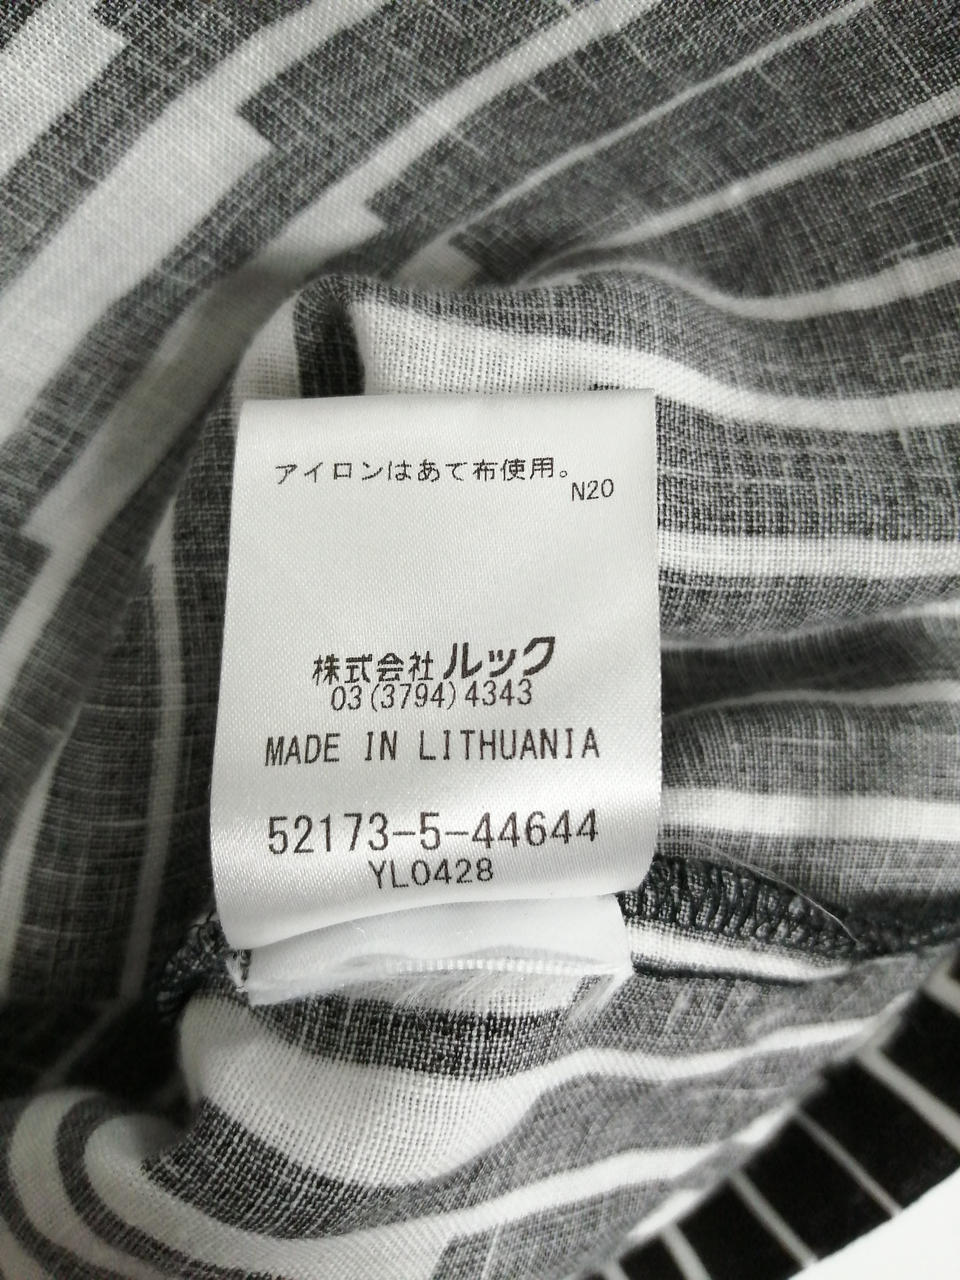 アイロンはあて布使用。
N20
株式会社ルック
03(3794)4343
MADE IN LITHUANIA
52173-5-44644
YL0428